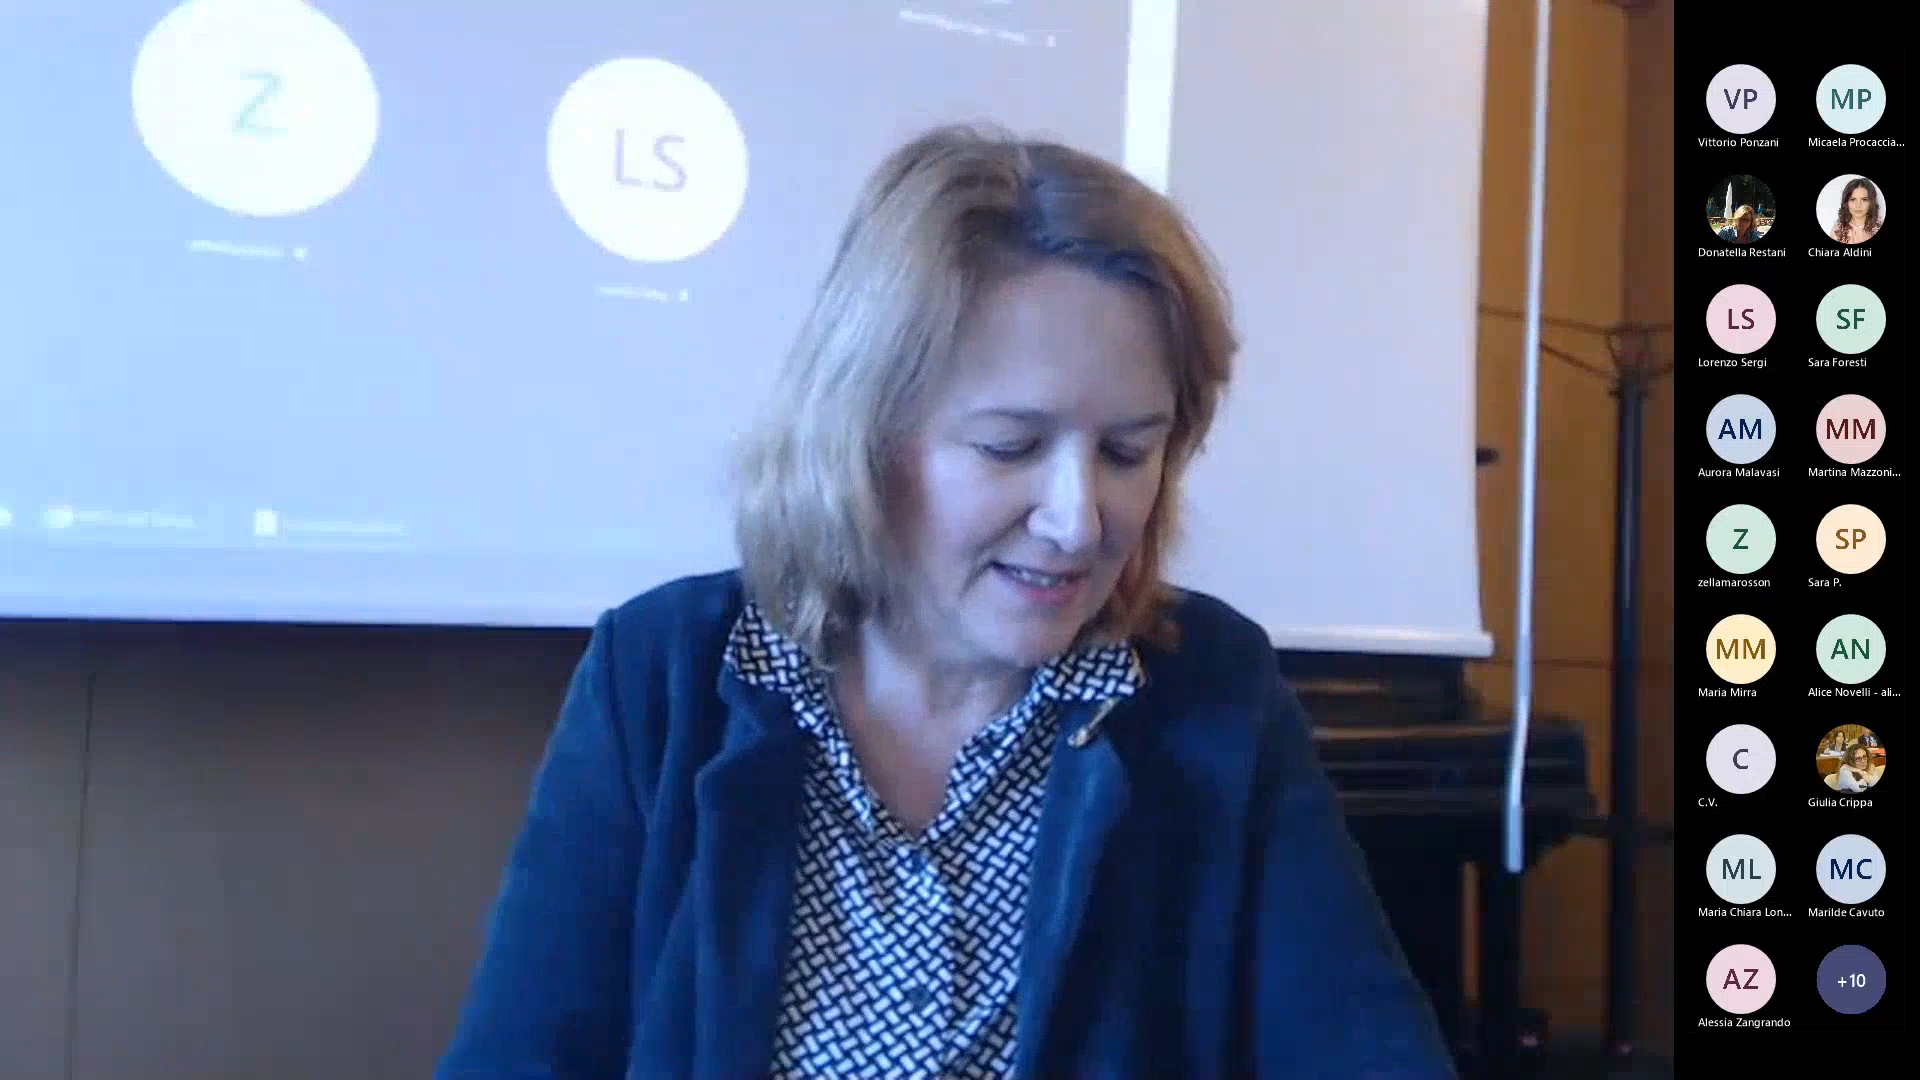 Z
LS
VP
MP
Vittorio Ponzani
Micaela Procaccia...
Donatella Restani
Chiara Aldini
LS
SF
Lorenzo Sergi
Sara Foresti
AM
MM
Aurora Malavasi
Martina Mazzoni...
Z
SP
zellamarosson
Sara P.
MM
AN
Maria Mirra
Alice Novelli - ali...
C
C.V.
Giulia Crippa
ML
MC
Maria Chiara Lon...
Marilde Cavuto
AZ
+10
Alessia Zangrando